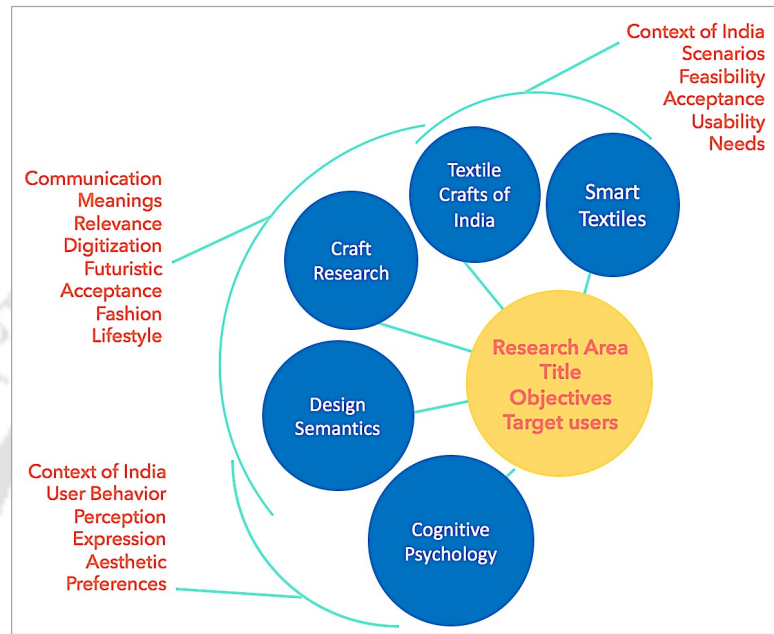 Context of India
Scenarios
Feasibility
Acceptance
Usability
Needs
Communication
Meanings
Relevance
Digitization
Futuristic
Acceptance
Fashion
Lifestyle
Textile
Crafts of
India
Smart
Textiles
Craft
Research
Research Area
Title
Objectives
Target users
Design
Semantics
Context of India
User Behavior
Perception
Expression
Aesthetic
Preferences
Cognitive
Psychology